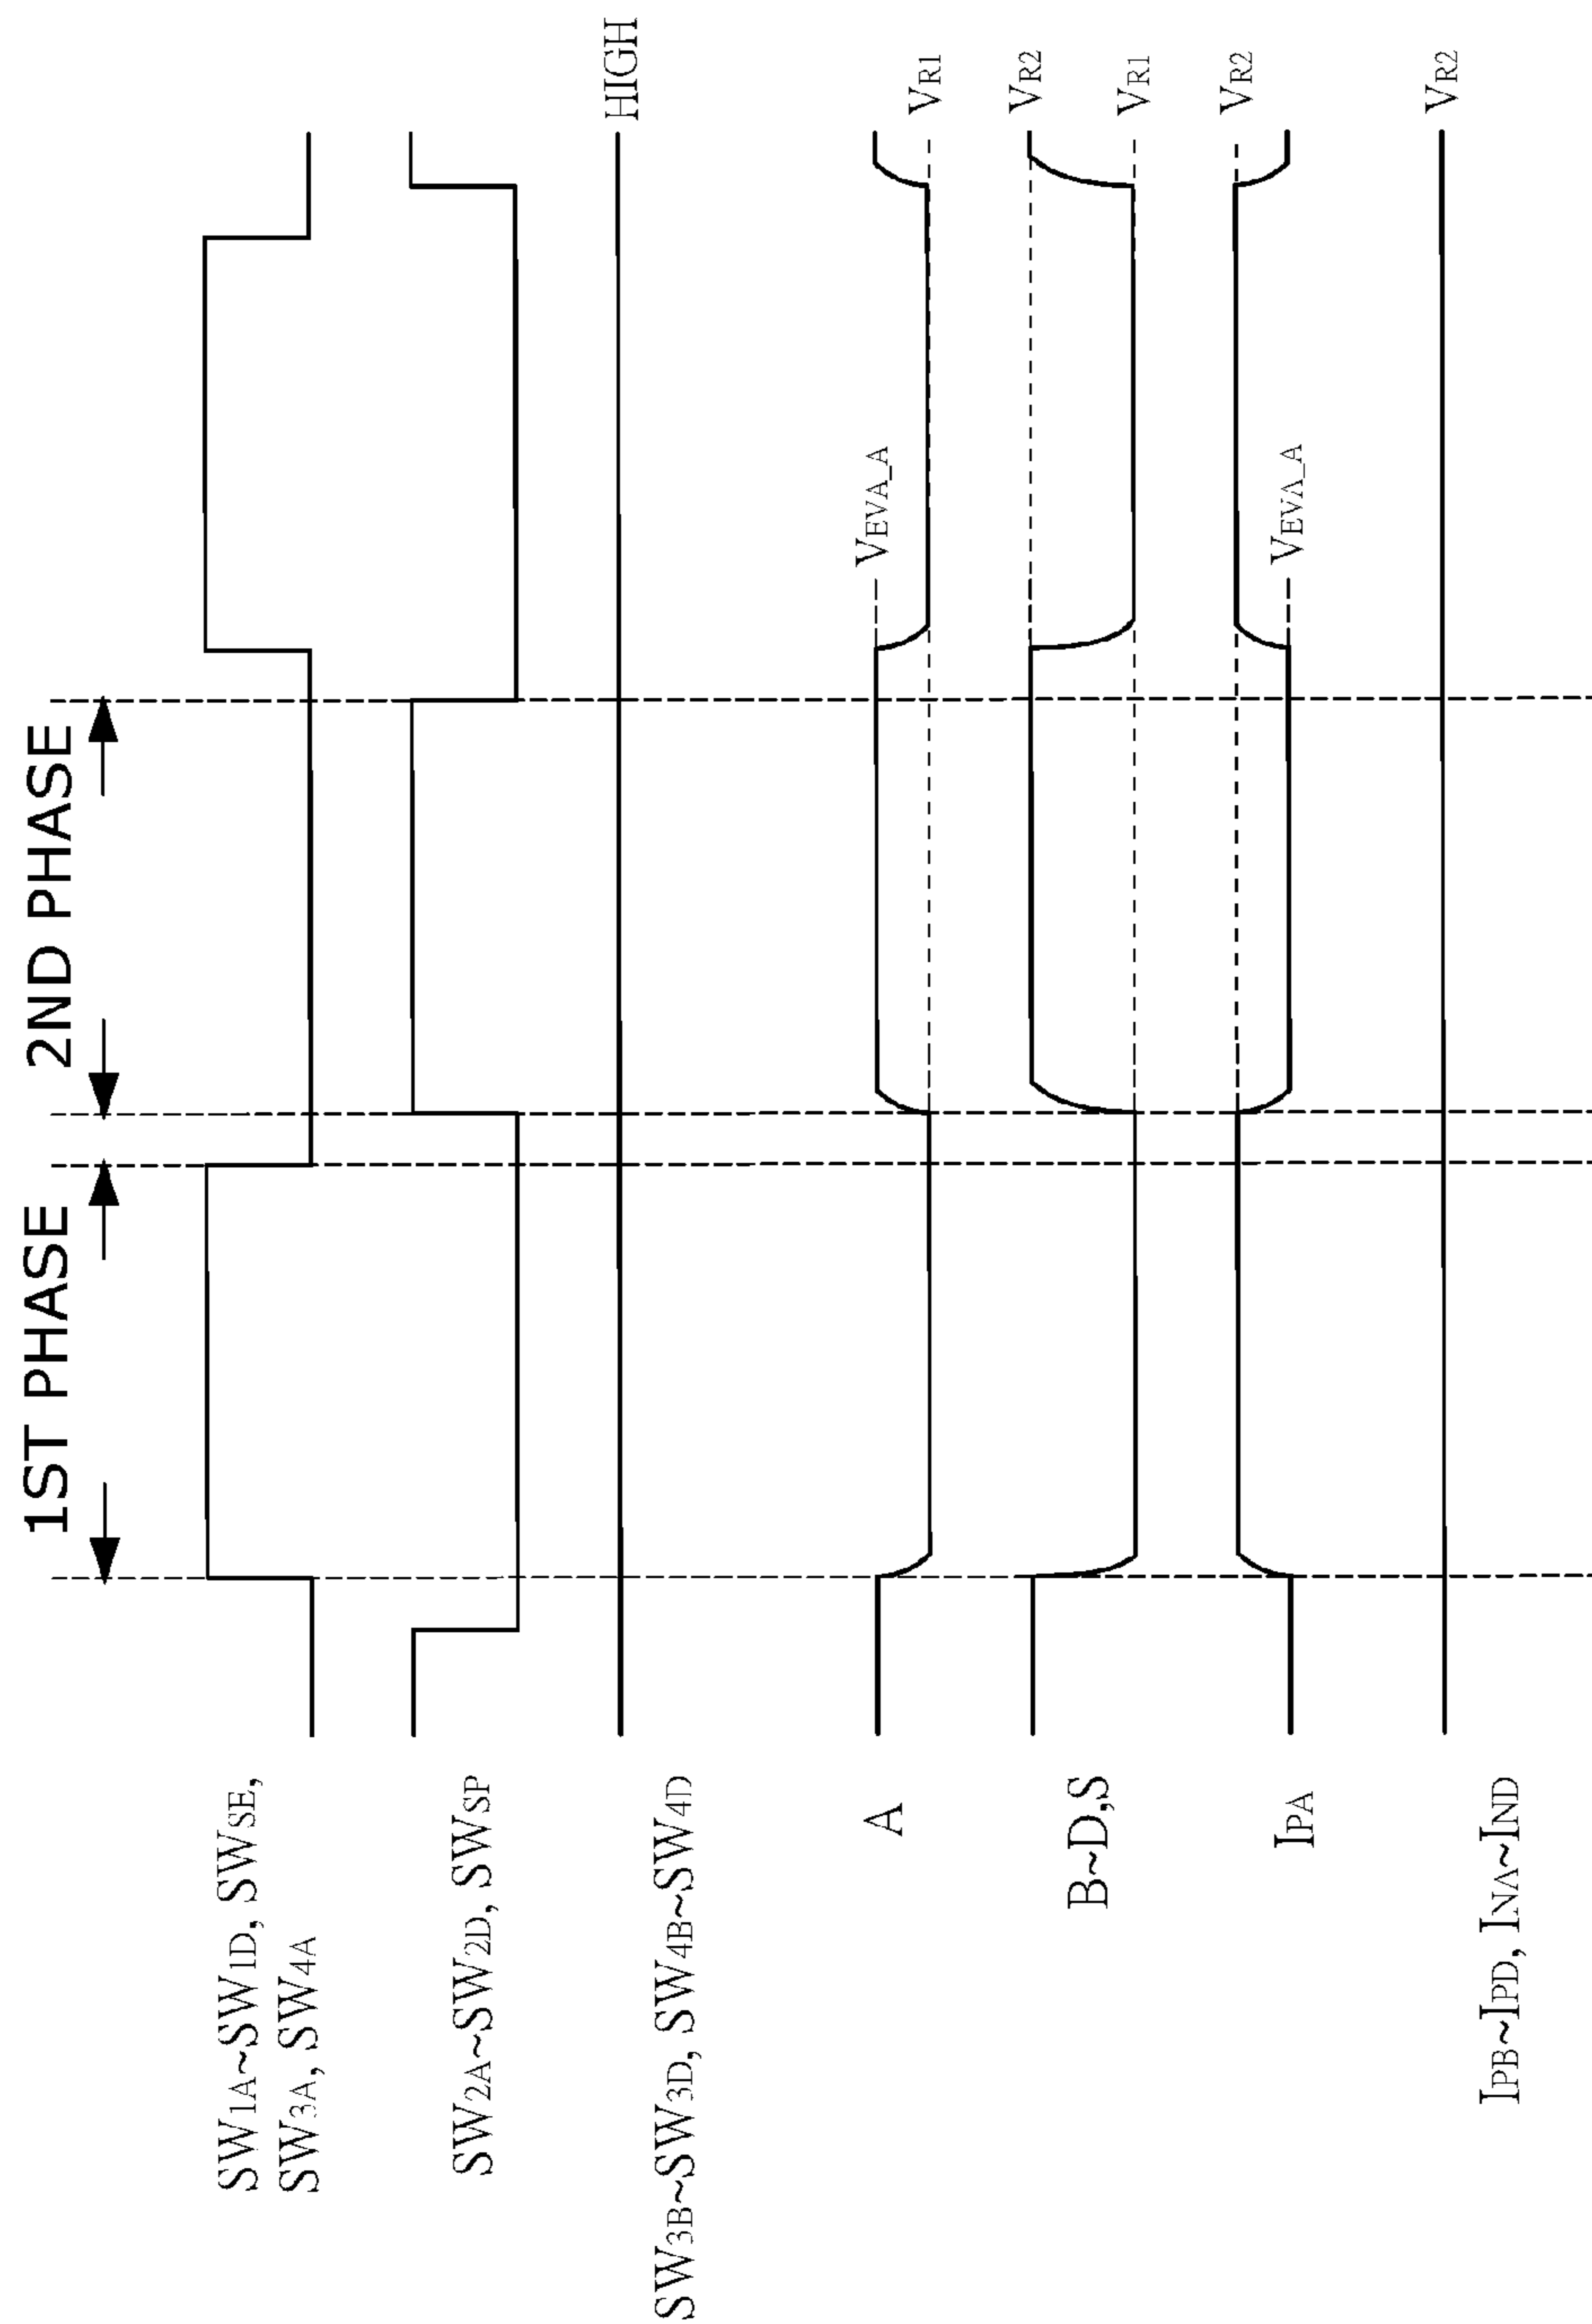 1ST PHASE
2ND PHASE
SW1A~SW1D, SWSE,
SW3A, SW4A
SW2A~SW2D, SWSP
SW3B~SW3D, SW4B~SW4D
HIGH
A
VEVA_A
VR1
B~D,S
VR2
VR1
IPA
VEVA_A
VR2
IPB~IPD, INA~IND
VR2